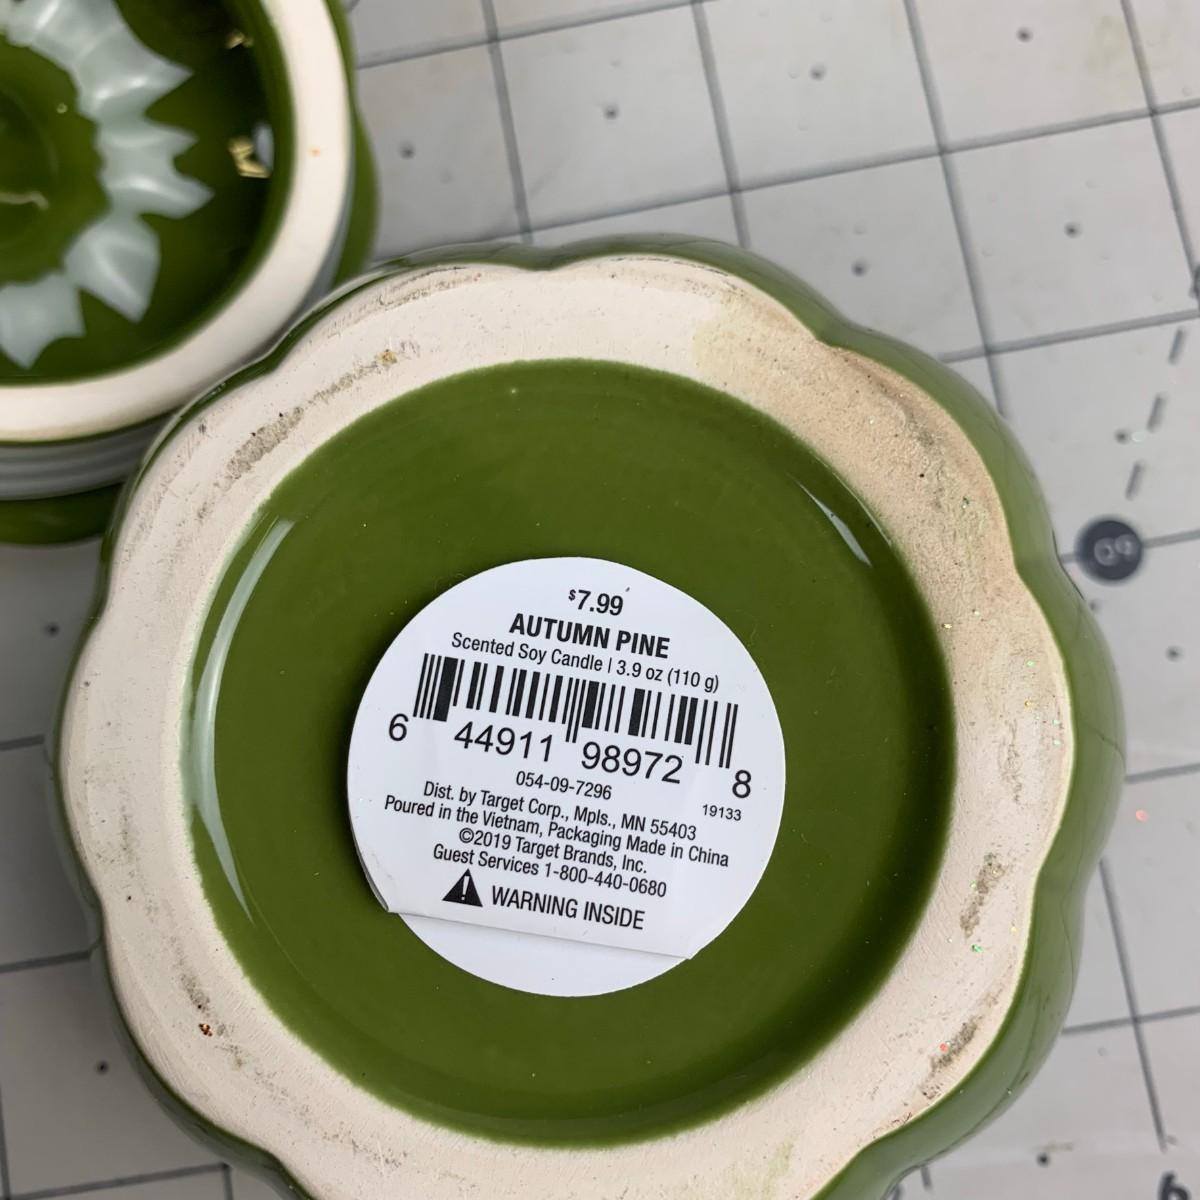 $7.99
AUTUMN PINE
Scented Soy Candle | 3.9 oz (110 g)
6 44911 98972 8
054-09-7296
19133
Dist. by Target Corp., Mpls., MN 55403
Poured in the Vietnam, Packaging Made in China
©2019 Target Brands, Inc.
Guest Services 1-800-440-0680
WARNING INSIDE